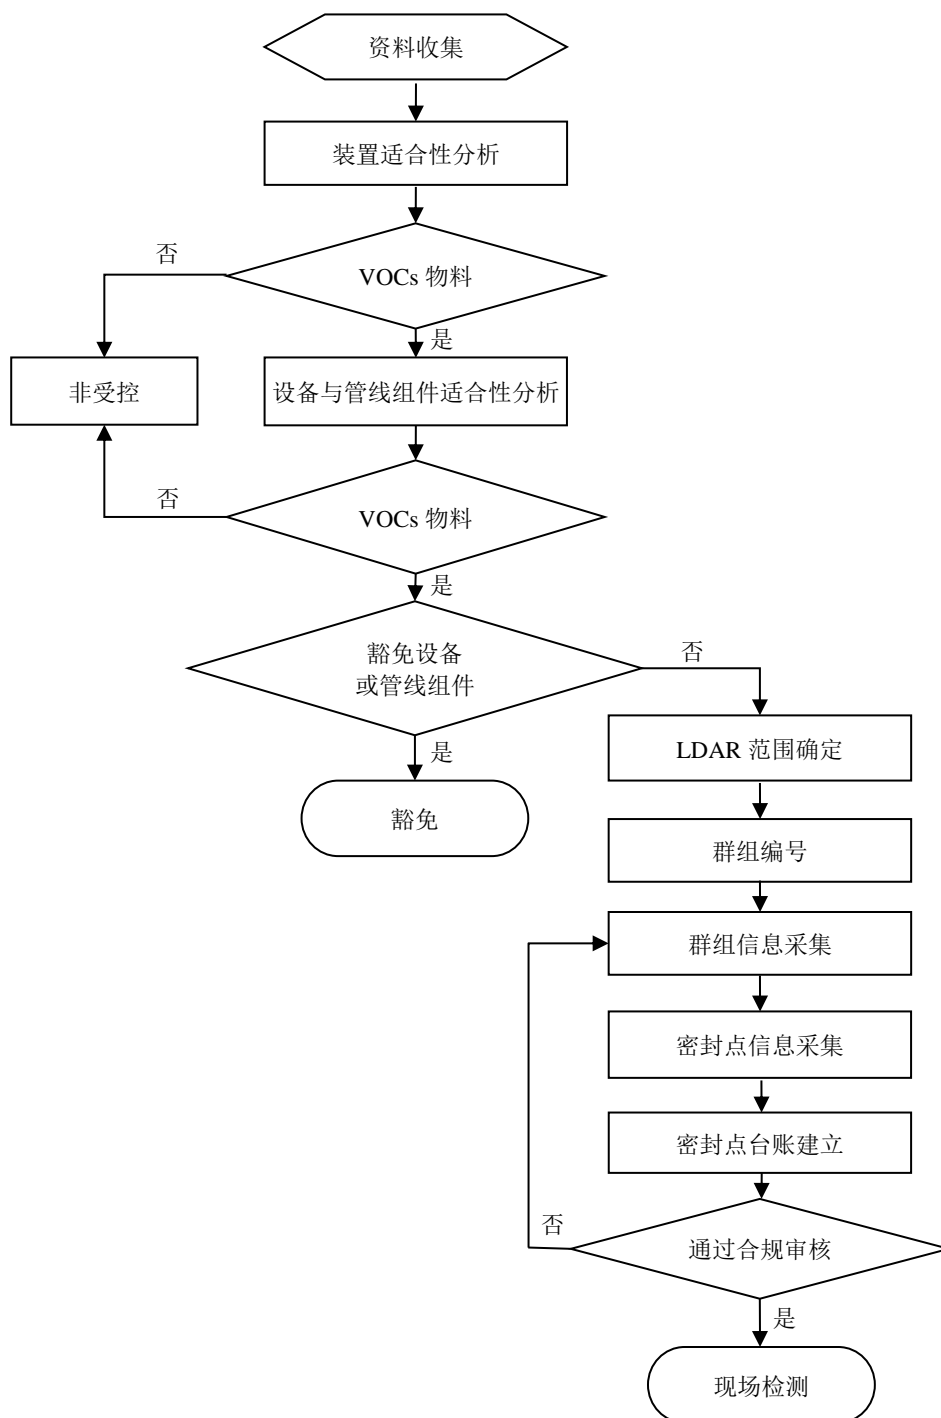 资料收集
装置适合性分析
否
VOCs 物料
是
非受控
设备与管线组件适合性分析
否
VOCs 物料
是
豁免设备
或管线组件
否
是
LDAR 范围确定
豁免
群组编号
群组信息采集
密封点信息采集
密封点台账建立
否
通过合规审核
是
现场检测